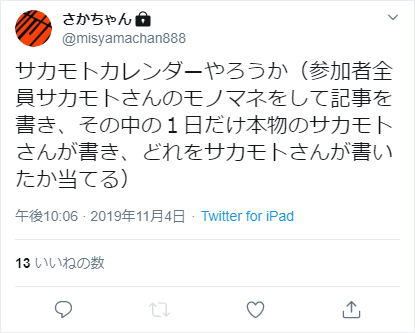 さかちゃん
@misyamachan888
サカモトカレンダーやろうか（参加者全
員サカモトさんのモノマネをして記事を
書き、その中の１日だけ本物のサカモト
さんが書き、どれをサカモトさんが書い
たか当てる）
午後10:06 · 2019年11月4日 · Twitter for iPad
13 いいねの数